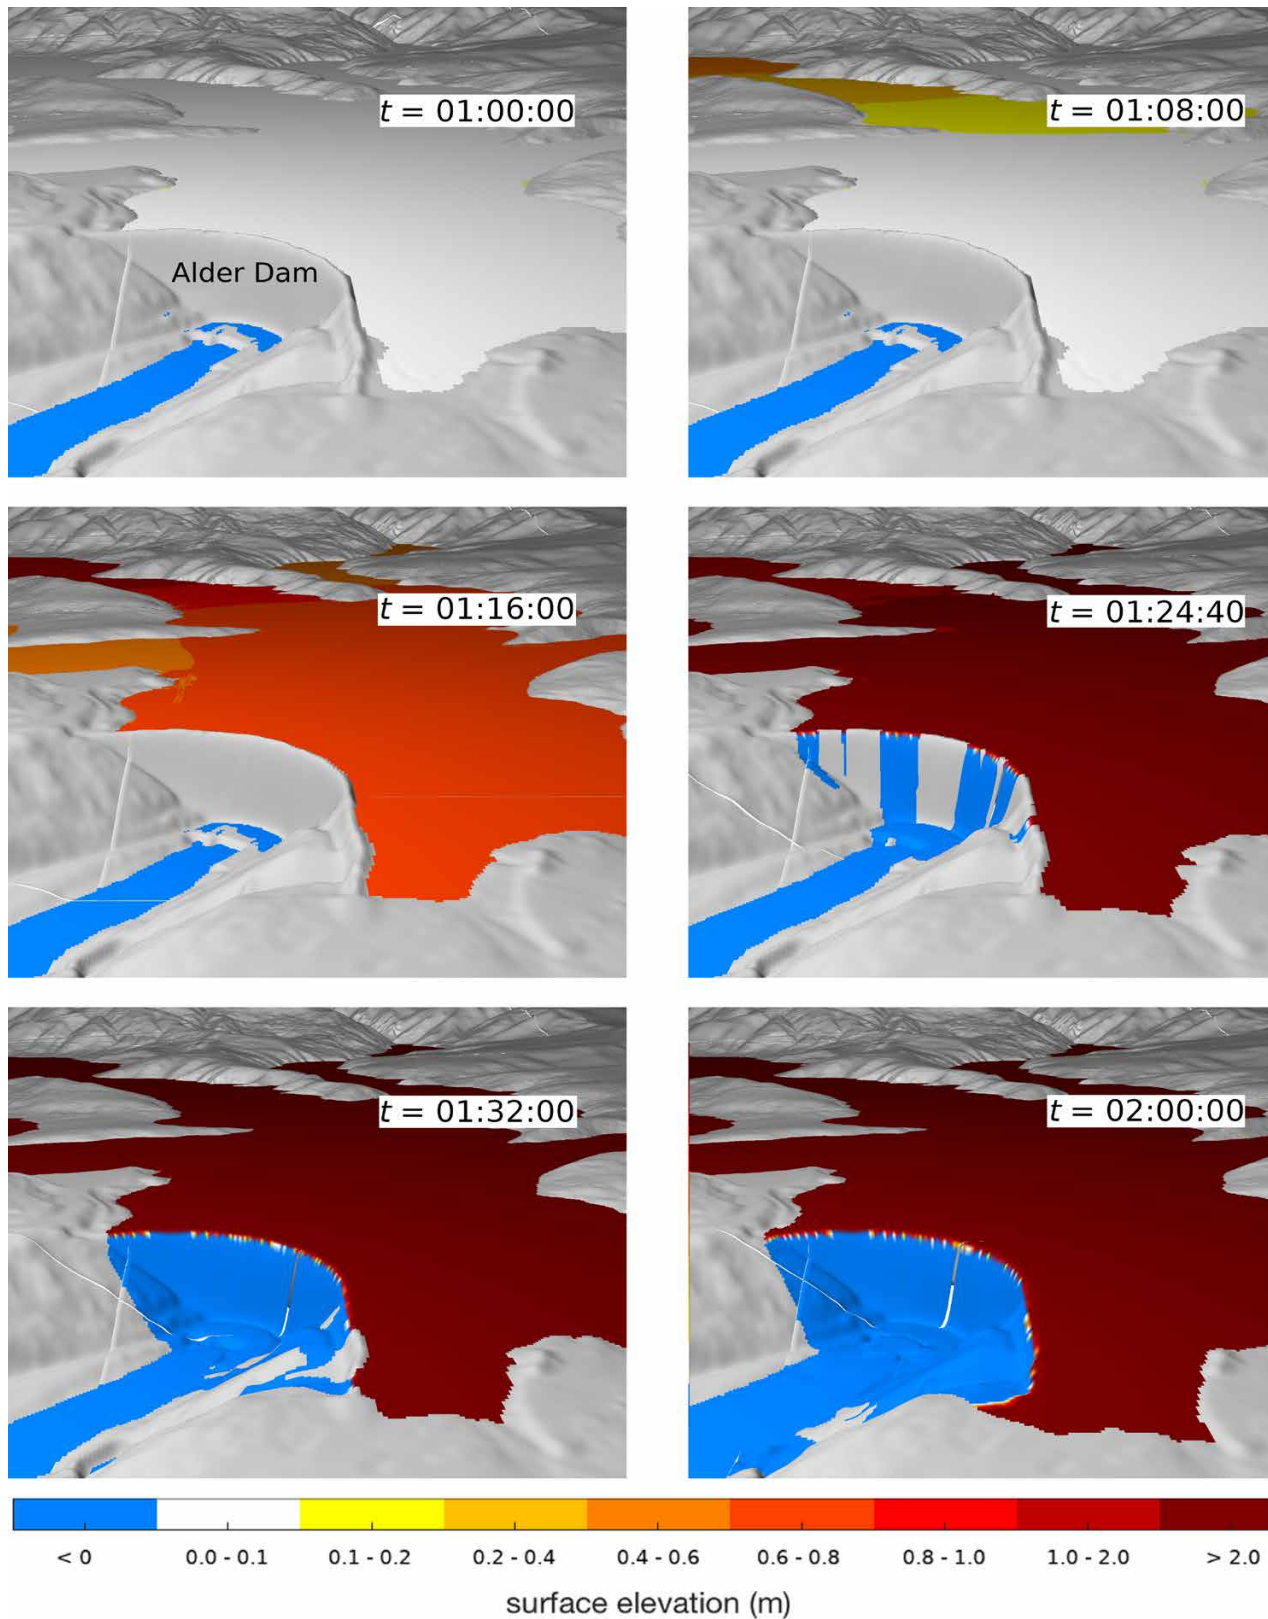 t = 01:00:00
t = 01:08:00
Alder Dam
t = 01:16:00
t = 01:24:40
t = 01:32:00
t = 02:00:00
< 0 0.0 - 0.1 0.1 - 0.2 0.2 - 0.4 0.4 - 0.6 0.6 - 0.8 0.8 - 1.0 1.0 - 2.0 > 2.0
surface elevation (m)